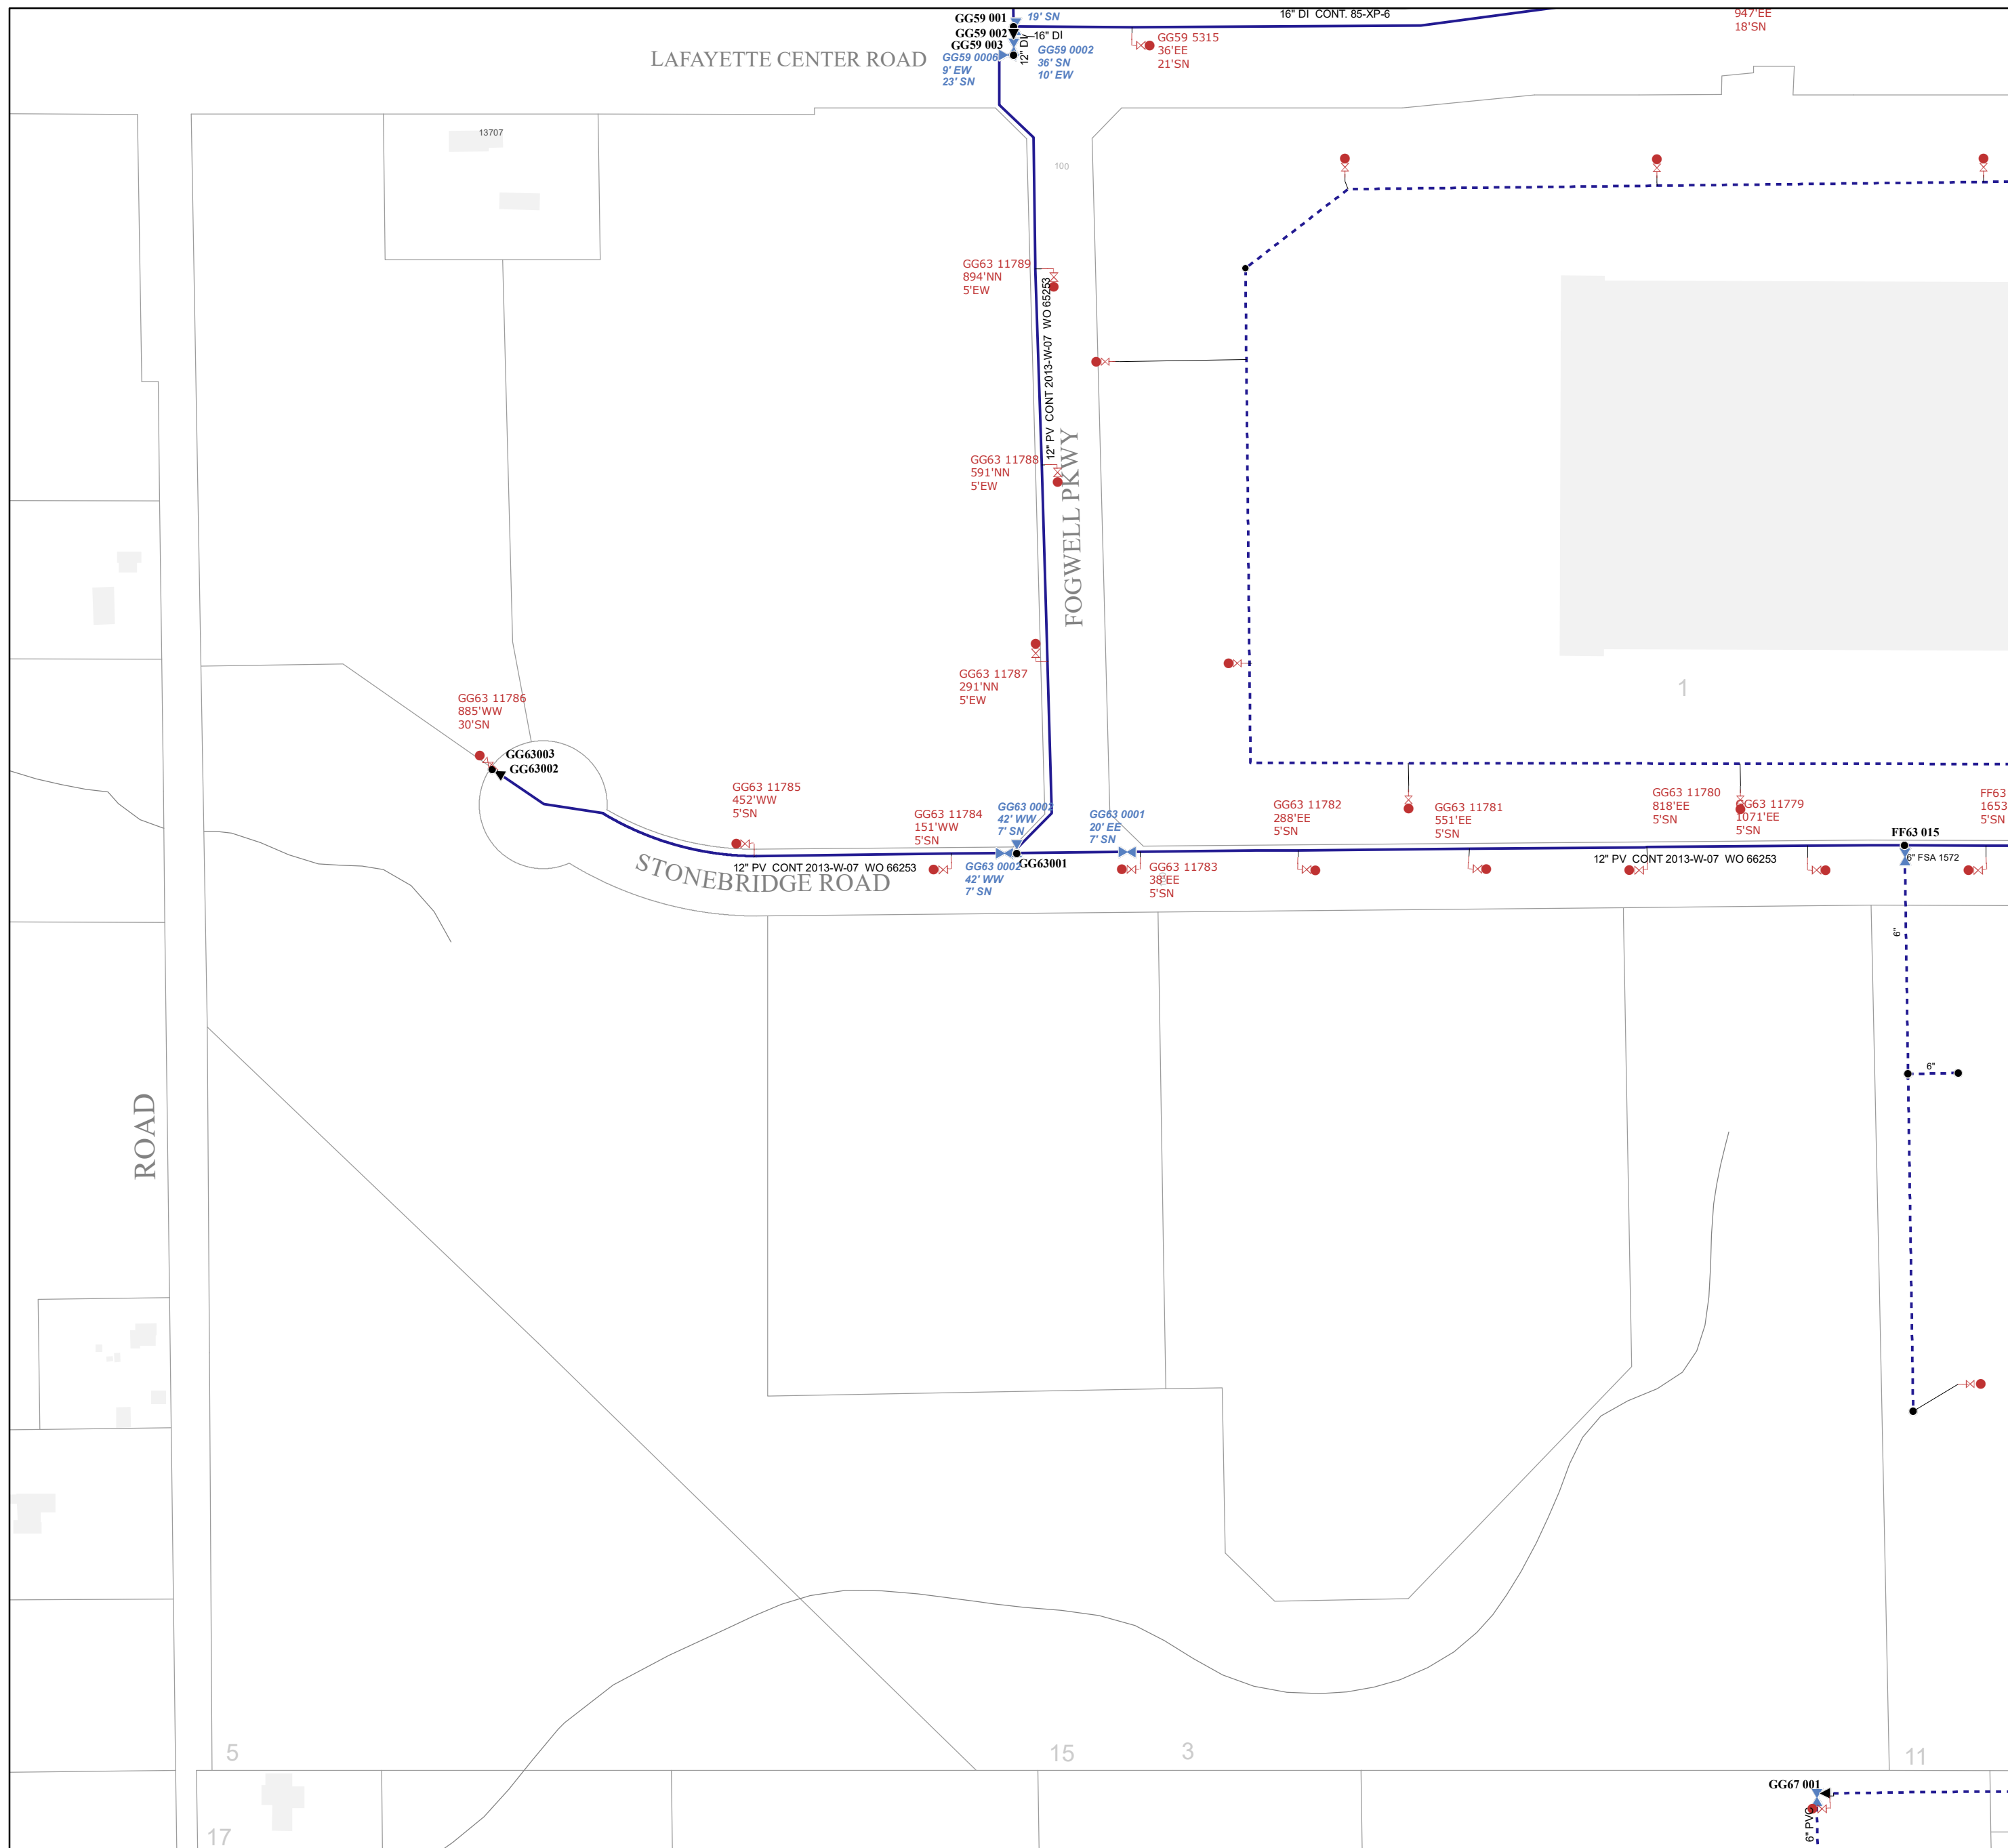 GG59 001
19' SN
16" DI  CONT. 85-XP-6
947'EE
18'SN
GG59 002
16" DI
GG59 003
12" DI
GG59 0006
9' EW
23' SN
GG59 0002
36' SN
10' EW
GG59 5315
36'EE
21'SN
LAFAYETTE CENTER ROAD
13707
100
GG63 11789
894'NN
5'EW
12" PV  CONT 2013-W-07  WO 65253
GG63 11788
591'NN
5'EW
FOGWELL PKWY
GG63 11787
291'NN
5'EW
1
GG63 11786
885'WW
30'SN
GG63003
GG63002
GG63 11785
452'WW
5'SN
GG63 11784
151'WW
5'SN
GG63 0002
42' WW
7' SN
GG63 0001
20' EE
7' SN
GG63 11782
288'EE
5'SN
GG63 11781
551'EE
5'SN
GG63 11780
818'EE
5'SN
GG63 11779
1071'EE
5'SN
FF63
1653
5'SN
FF63 015
6" FSA 1572
12" PV  CONT 2013-W-07  WO 66253
STONEBRIDGE ROAD
12" PV  CONT 2013-W-07  WO 66253
GG63001
GG63 0002
42' WW
7' SN
GG63 11783
38'EE
5'SN
6"
6"
ROAD
5
15
3
11
GG67 001
6" PVC
17